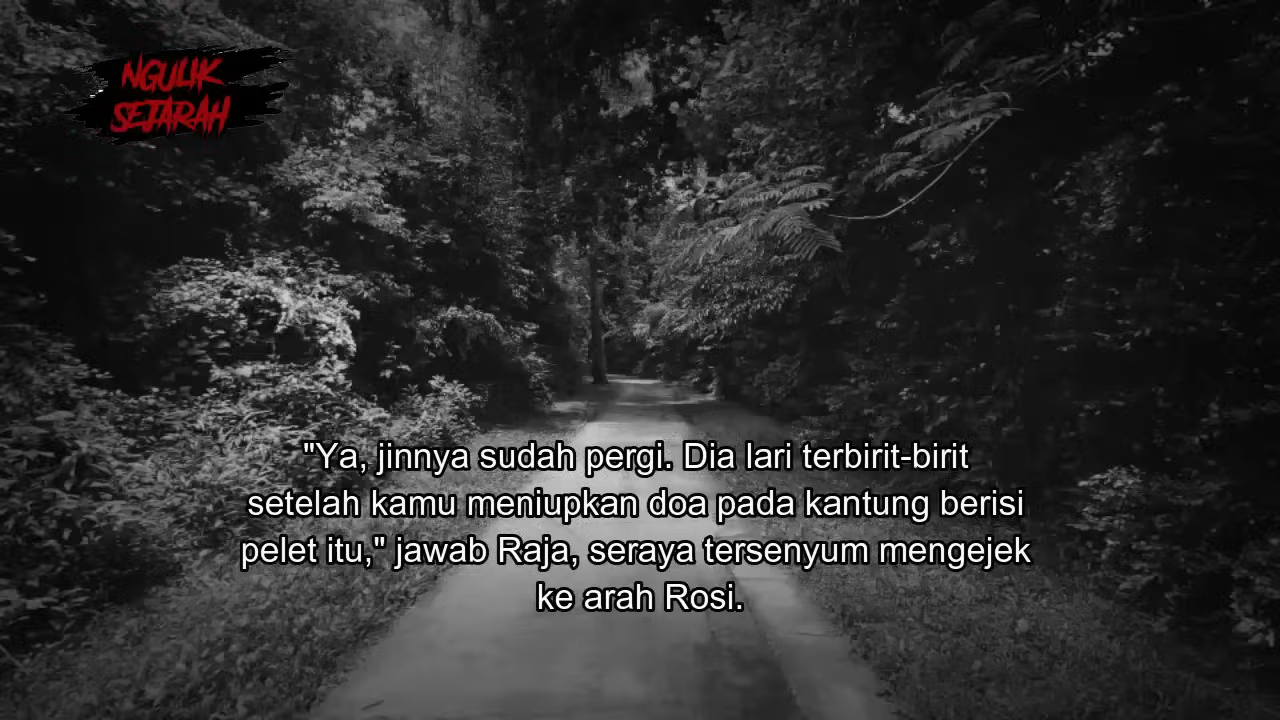 NGULIK
SEJARAH
"Ya, jinnya sudah pergi. Dia lari terbirit-birit
setelah kamu meniupkan doa pada kantung berisi
pelet itu," jawab Raja, seraya tersenyum mengejek
ke arah Rosi.